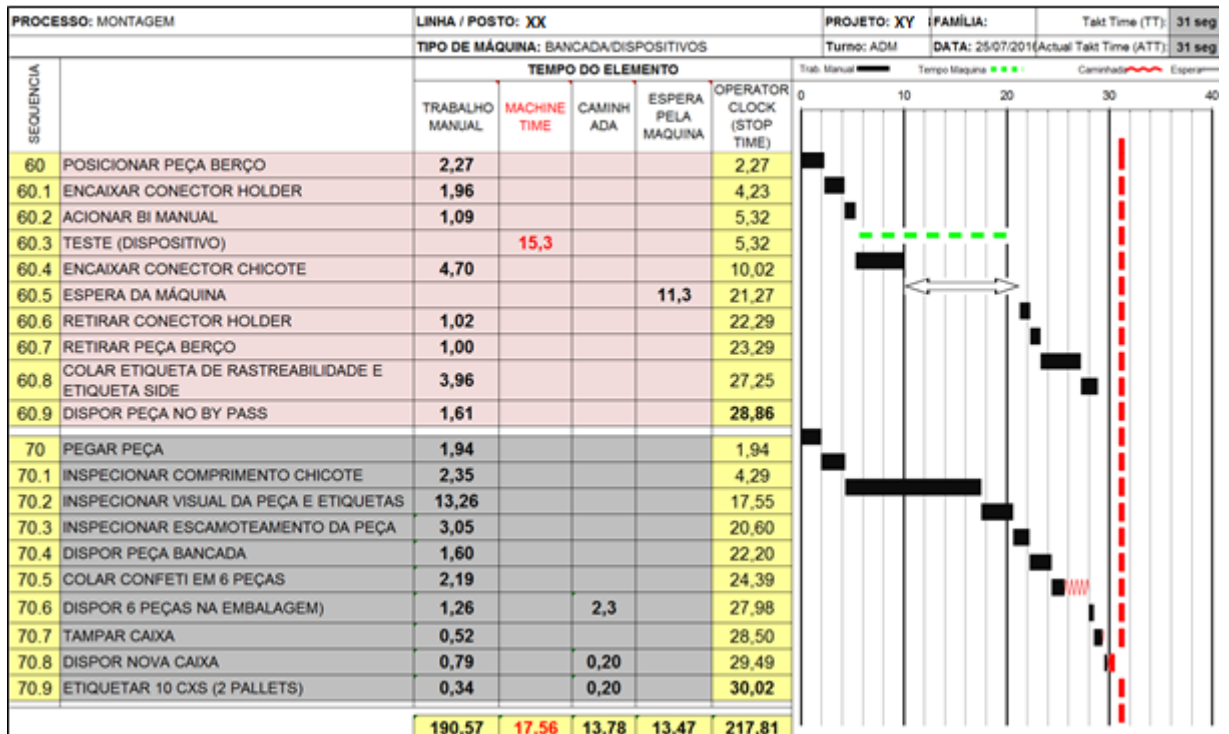 PROCESSO: MONTAGEM LINHA / POSTO: XX PROJETO: XY FAMÍLIA: Takt Time (TT): 31 seg
TIPO DE MÁQUINA: BANCADA/DISPOSITIVOS Turno: ADM DATA: 25/07/201 Actual Takt Time (ATT): 31 seg
SEQUENCIA
TEMPO DO ELEMENTO
Trab. Manual Tempo Maquina Caminhada Espera
TRABALHO MANUAL MACHINE TIME CAMINH ADA ESPERA PELA MAQUINA OPERATOR CLOCK (STOP TIME)
0 10 20 30 40
60 POSICIONAR PEÇA BERÇO 2,27 2,27
60.1 ENCAIXAR CONECTOR HOLDER 1,96 4,23
60.2 ACIONAR BI MANUAL 1,09 5,32
60.3 TESTE (DISPOSITIVO) 15,3 5,32
60.4 ENCAIXAR CONECTOR CHICOTE 4,70 10,02
60.5 ESPERA DA MÁQUINA 11,3 21,27
60.6 RETIRAR CONECTOR HOLDER 1,02 22,29
60.7 RETIRAR PEÇA BERÇO 1,00 23,29
60.8 COLAR ETIQUETA DE RASTREABILIDADE E ETIQUETA SIDE 3,96 27,25
60.9 DISPOR PEÇA NO BY PASS 1,61 28,86
70 PEGAR PEÇA 1,94 1,94
70.1 INSPECIONAR COMPRIMENTO CHICOTE 2,35 4,29
70.2 INSPECIONAR VISUAL DA PEÇA E ETIQUETAS 13,26 17,55
70.3 INSPECIONAR ESCAMOTEAMENTO DA PEÇA 3,05 20,60
70.4 DISPOR PEÇA BANCADA 1,60 22,20
70.5 COLAR CONFETI EM 6 PEÇAS 2,19 24,39
70.6 DISPOR 6 PEÇAS NA EMBALAGEM) 1,26 2,3 27,98
70.7 TAMPAR CAIXA 0,52 28,50
70.8 DISPOR NOVA CAIXA 0,79 0,20 29,49
70.9 ETIQUETAR 10 CXS (2 PALLETS) 0,34 0,20 30,02
190,57 17,56 13,78 13,47 217,81